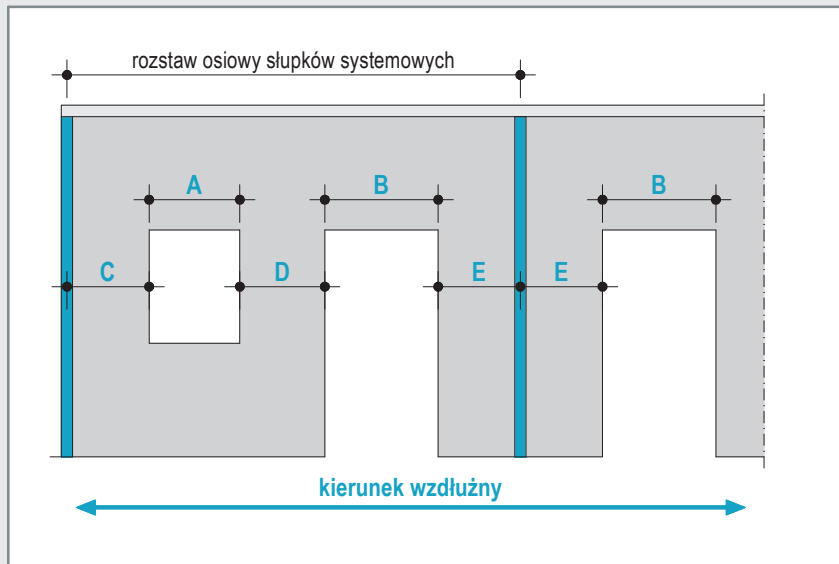 rozstaw osiowy słupków systemowych
A B B
C D E E
kierunek wzdłużny